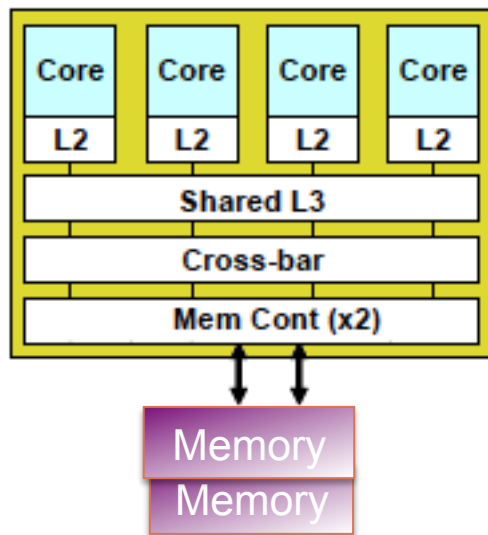 Core Core Core Core
L2 L2 L2 L2
Shared L3
Cross-bar
Mem Cont (x2)
Memory
Memory